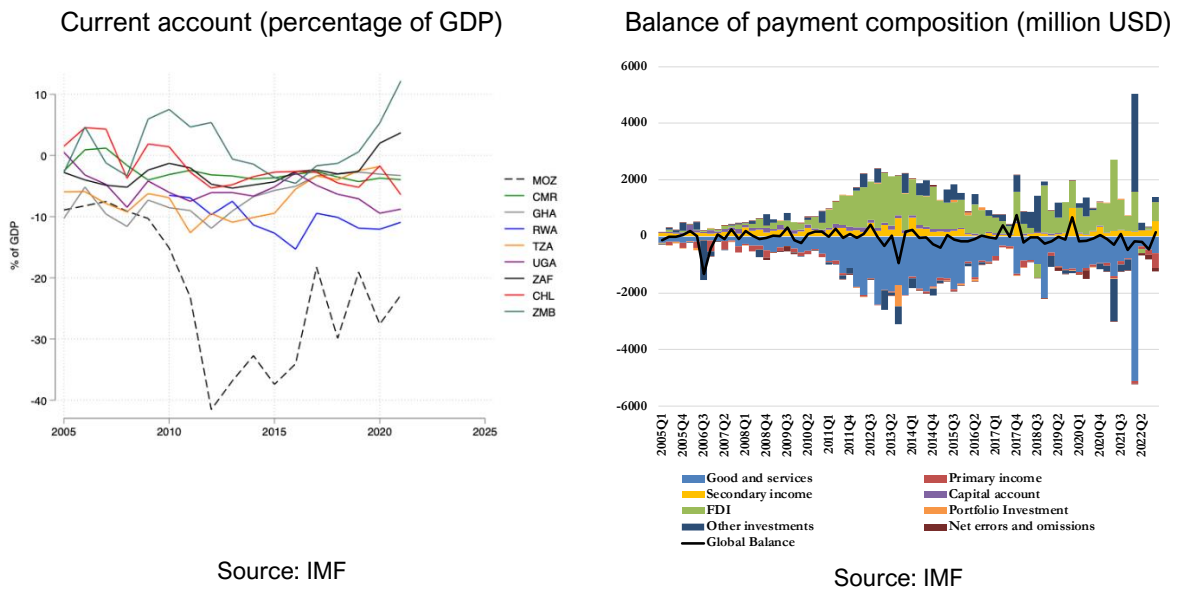 Current account (percentage of GDP)
% of GDP
10
0
-10
-20
-30
-40
2005
2010
2015
2020
2025
MOZ
CMR
GHA
RWA
TZA
UGA
ZAF
CHL
ZMB
Source: IMF
Balance of payment composition (million USD)
6000
4000
2000
0
-2000
-4000
-6000
2005Q1
2005Q4
2006Q3
2007Q2
2008Q1
2008Q4
2009Q3
2010Q2
2011Q1
2011Q4
2012Q3
2013Q2
2014Q1
2014Q4
2015Q3
2016Q2
2017Q1
2017Q4
2018Q3
2019Q2
2020Q1
2020Q4
2021Q3
2022Q2
Good and services
Primary income
Secondary income
Capital account
FDI
Portfolio Investment
Other investments
Net errors and omissions
Global Balance
Source: IMF